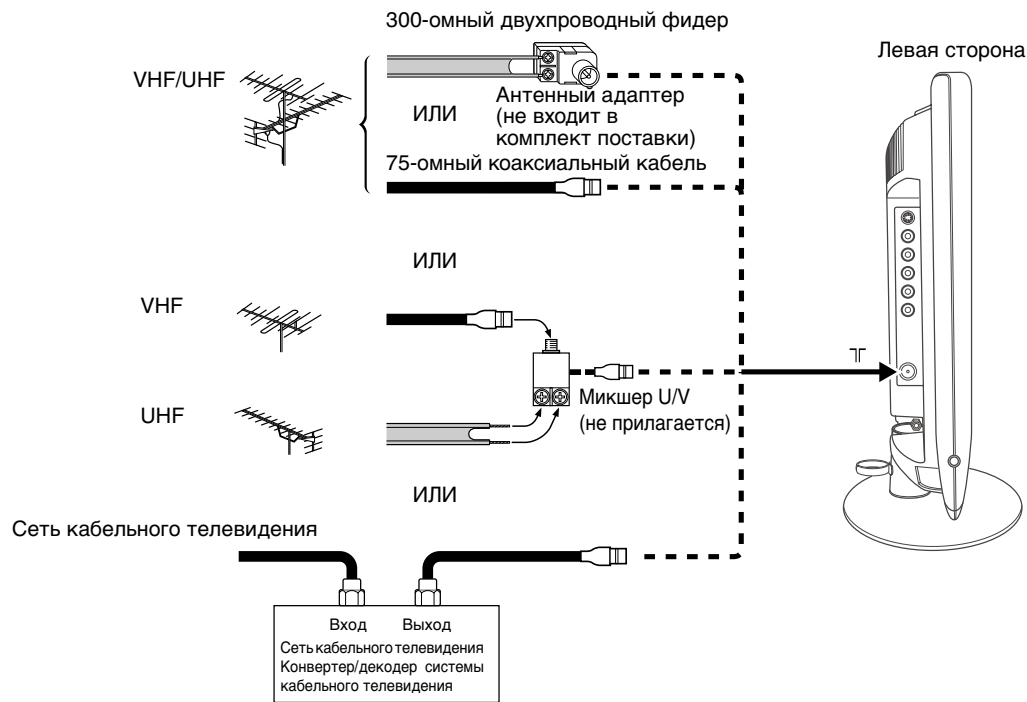 300-омный двухпроводный фидер
Левая сторона
VHF/UHF
ИЛИ
Антенный адаптер
(не входит в
комплект поставки)
75-омный коаксиальный кабель
ИЛИ
VHF
Микшер U/V
(не прилагается)
UHF
ИЛИ
Сеть кабельного телевидения
Вход Выход
Сеть кабельного телевидения
Конвертер/декодер системы
кабельного телевидения